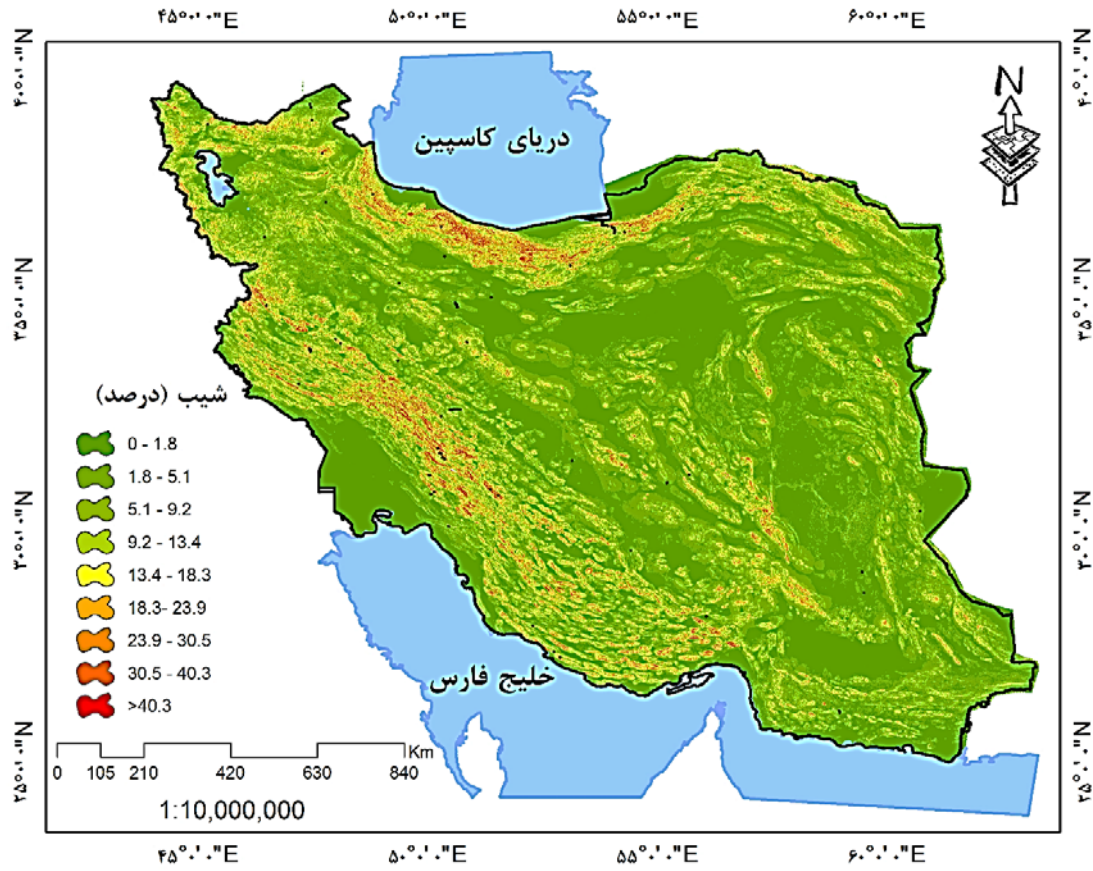 ۴۵°۰'۰"E ۵۰°۰'۰"E ۵۵°۰'۰"E ۶۰°۰'۰"E
۴۰°۰'۰"N ۴۰°۰'۰"N
N
دریای کاسپین
۳۵°۰'۰"N ۳۵°۰'۰"N
شیب (درصد)
0 - 1.8
1.8 - 5.1
5.1 - 9.2
9.2 - 13.4
13.4 - 18.3
18.3- 23.9
23.9 - 30.5
30.5 - 40.3
>40.3
۳۰°۰'۰"N ۳۰°۰'۰"N
خلیج فارس
Km
0 105 210 420 630 840
1:10,000,000
۲۵°۰'۰"N ۲۵°۰'۰"N
۴۵°۰'۰"E ۵۰°۰'۰"E ۵۵°۰'۰"E ۶۰°۰'۰"E